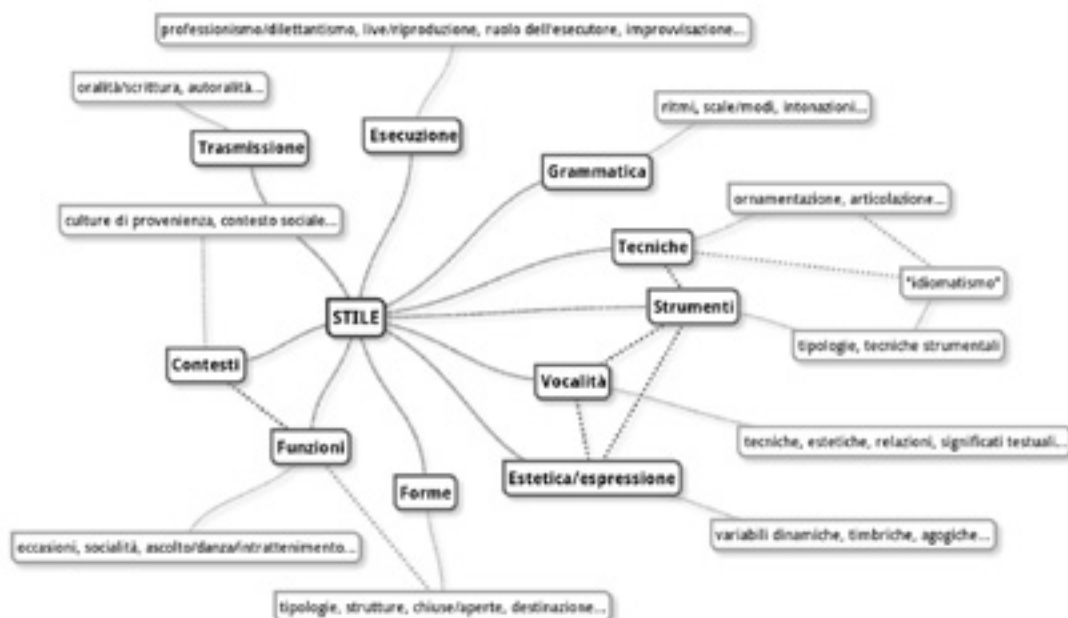 professionismo/dilettantismo, live/riproduzione, ruolo dell'esecutore, improvvisazione...
oralità/scrittura, autoralità...
Trasmissione
Esecuzione
ritmi, scale/modi, intonazioni...
Grammatica
culture di provenienza, contesto sociale...
ornamentazione, articolazione...
Tecniche
"idiomatismo"
STILE
Strumenti
tipologie, tecniche strumentali
Contesti
Vocalità
Funzioni
tecniche, estetiche, relazioni, significati testuali...
Forme
Estetica/espressione
occasioni, socialità, ascolto/danza/intrattenimento...
variabili dinamiche, timbriche, agogiche...
tipologie, strutture, chiuse/aperte, destinazione...